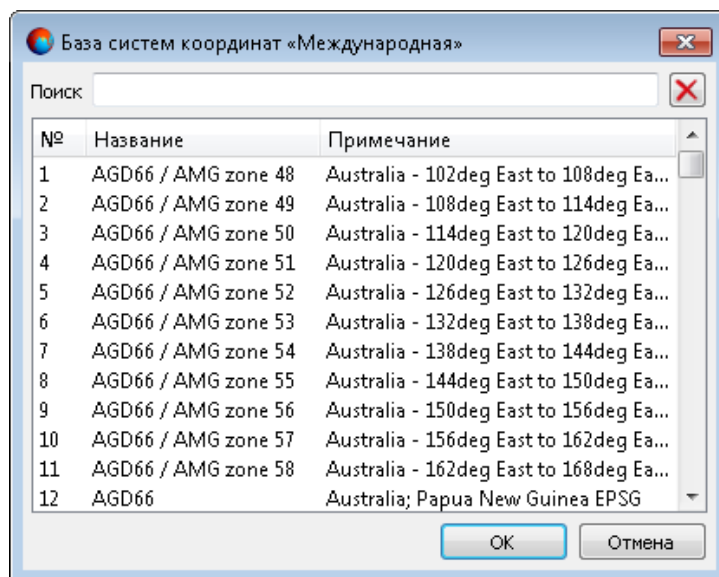 База систем координат «Международная»
Поиск
№ Название Примечание
1 AGD66 / AMG zone 48 Australia - 102deg East to 108deg Ea...
2 AGD66 / AMG zone 49 Australia - 108deg East to 114deg Ea...
3 AGD66 / AMG zone 50 Australia - 114deg East to 120deg Ea...
4 AGD66 / AMG zone 51 Australia - 120deg East to 126deg Ea...
5 AGD66 / AMG zone 52 Australia - 126deg East to 132deg Ea...
6 AGD66 / AMG zone 53 Australia - 132deg East to 138deg Ea...
7 AGD66 / AMG zone 54 Australia - 138deg East to 144deg Ea...
8 AGD66 / AMG zone 55 Australia - 144deg East to 150deg Ea...
9 AGD66 / AMG zone 56 Australia - 150deg East to 156deg Ea...
10 AGD66 / AMG zone 57 Australia - 156deg East to 162deg Ea...
11 AGD66 / AMG zone 58 Australia - 162deg East to 168deg Ea...
12 AGD66 Australia; Papua New Guinea EPSG
OK Отмена